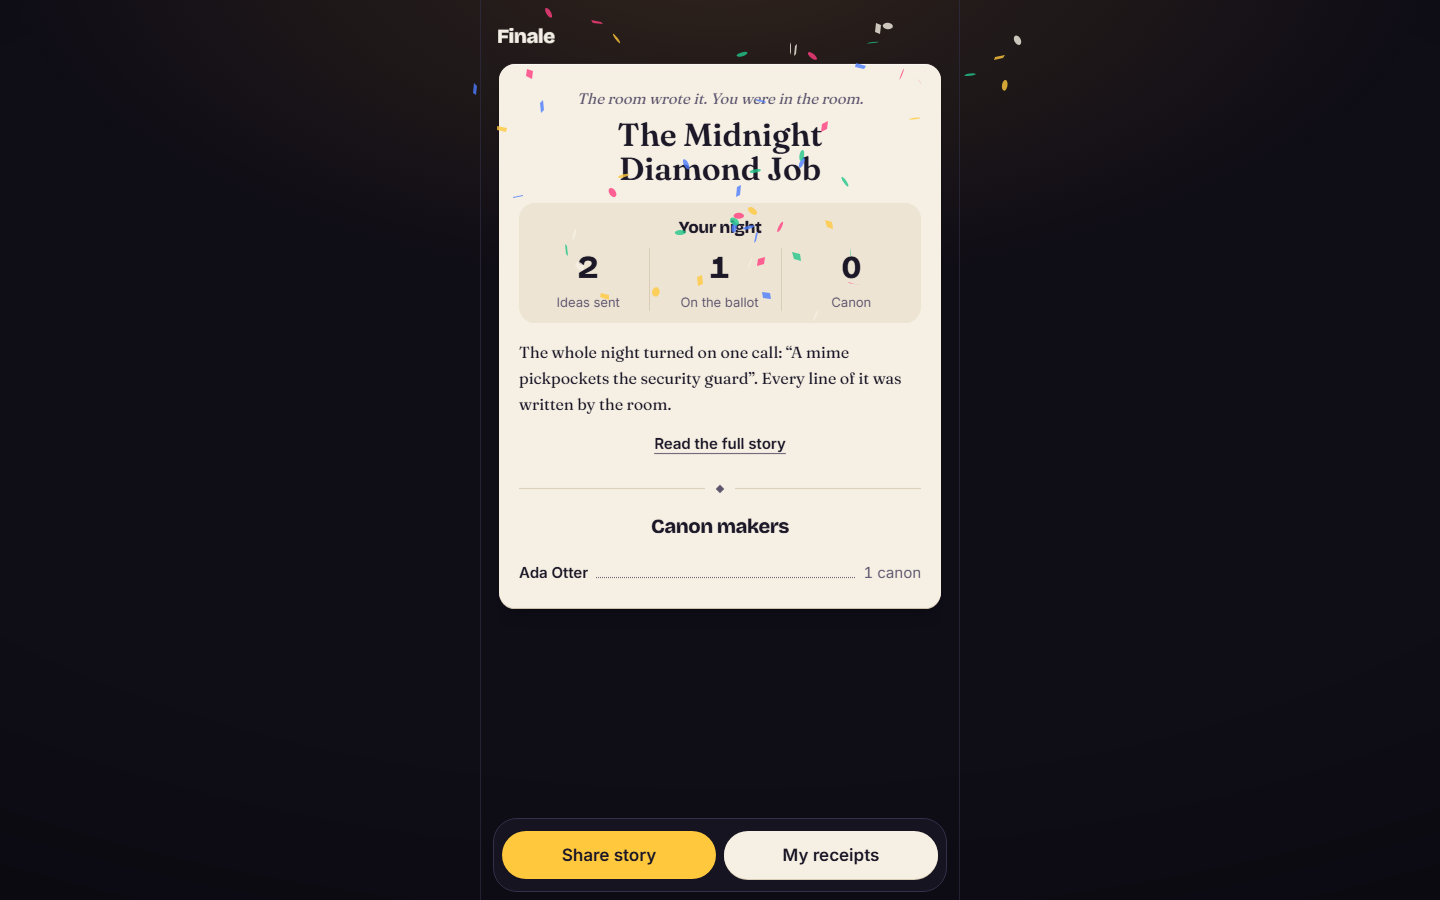 Finale
The room wrote it. You were in the room.
The Midnight
Diamond Job
Your night
2 1 0
Ideas sent On the ballot Canon
The whole night turned on one call: “A mime
pickpockets the security guard”. Every line of it was
written by the room.
Read the full story
Canon makers
Ada Otter 1 canon
Share story My receipts